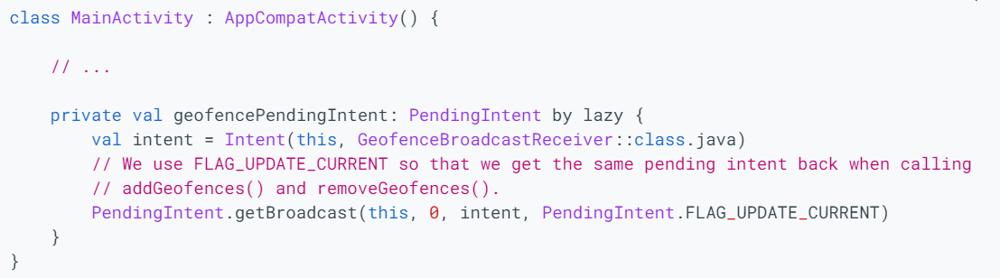 class MainActivity : AppCompatActivity() {
// ...
private val geofencePendingIntent: PendingIntent by lazy {
val intent = Intent(this, GeofenceBroadcastReceiver::class.java)
// We use FLAG_UPDATE_CURRENT so that we get the same pending intent back when calling
// addGeofences() and removeGeofences().
PendingIntent.getBroadcast(this, 0, intent, PendingIntent.FLAG_UPDATE_CURRENT)
}
}